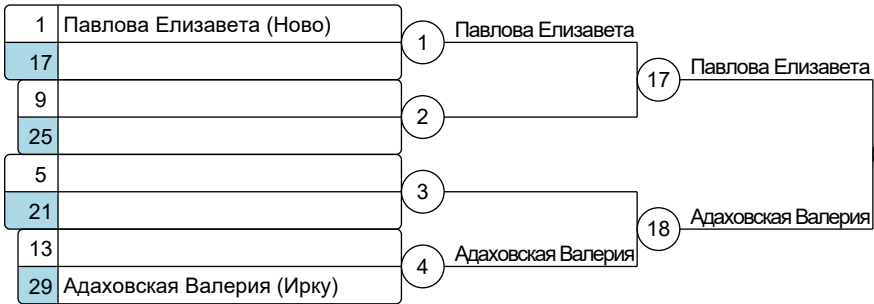 1 Павлова Елизавета (Ново)
17
1 Павлова Елизавета
9
25
2
17 Павлова Елизавета
5
21
3
13
29 Адаховская Валерия (Ирку)
4 Адаховская Валерия
18 Адаховская Валерия